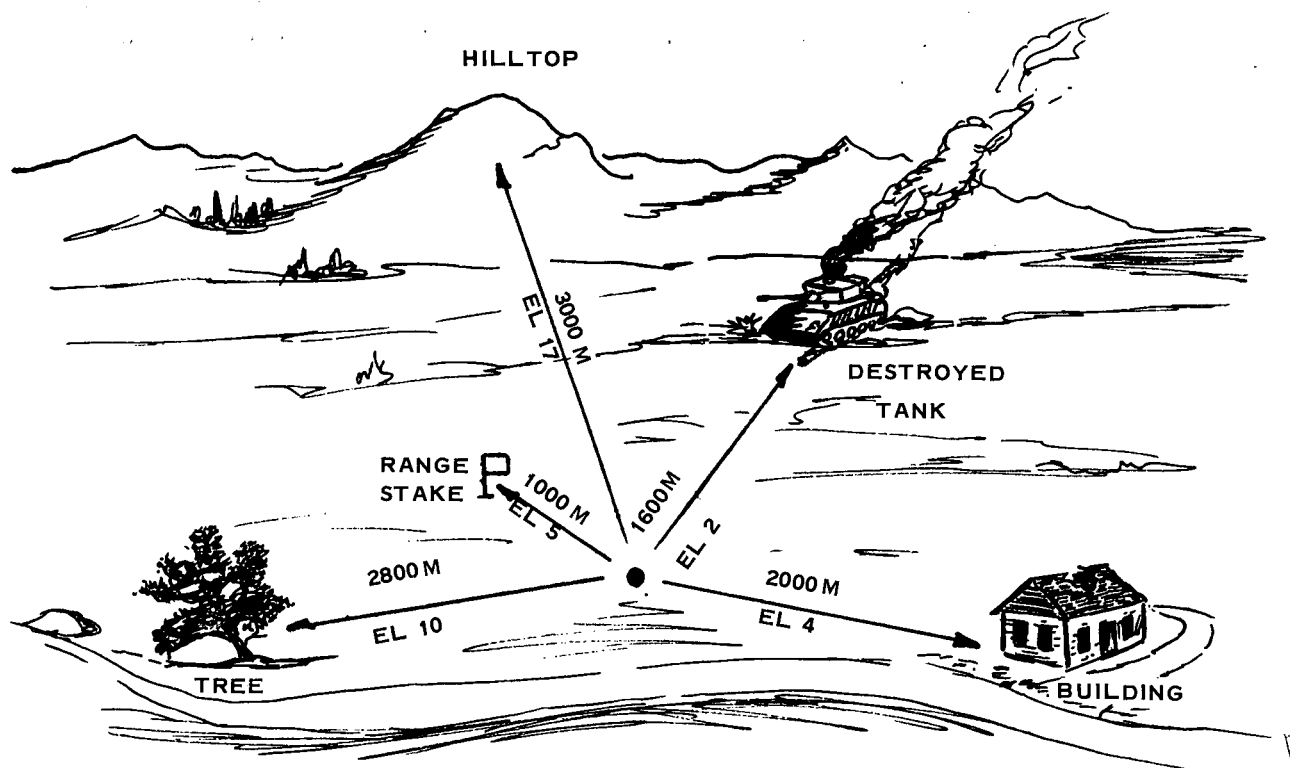 HILLTOP
3000 M
EL 17
DESTROYED
TANK
RANGE
STAKE
1000 M
EL 5
1600M
EL 2
2800 M
EL 10
2000 M
EL 4
TREE
BUILDING